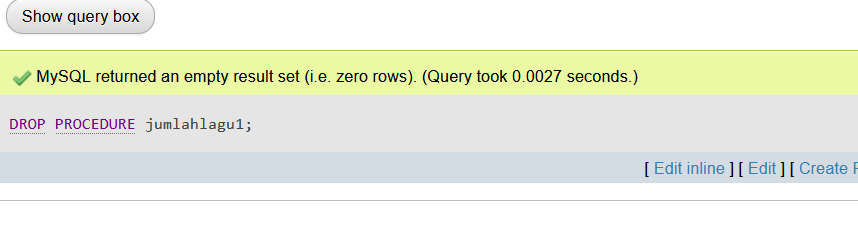 Show query box
MySQL returned an empty result set (i.e. zero rows). (Query took 0.0027 seconds.)
DROP PROCEDURE jumlahlagu1;
[ Edit inline ] [ Edit ] [ Create